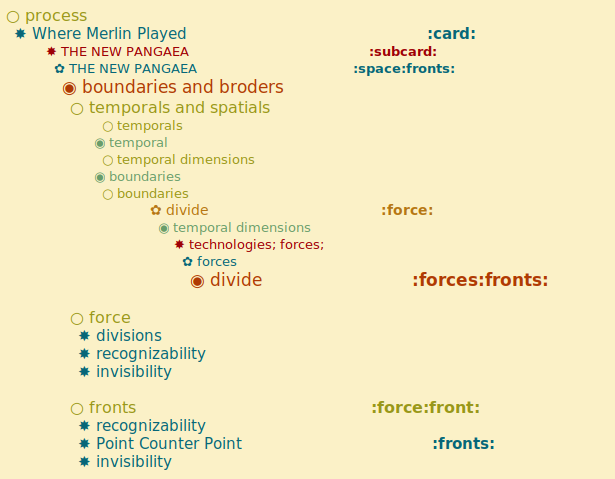 process
Where Merlin Played :card:
THE NEW PANGAEA :subcard:
THE NEW PANGAEA :space:fronts:
boundaries and broders
temporals and spatials
temporals
temporal
temporal dimensions
boundaries
boundaries
divide :force:
temporal dimensions
technologies; forces;
forces
divide :forces:fronts:
force
divisions
recognizability
invisibility
fronts :force:front:
recognizability
Point Counter Point :fronts:
invisibility